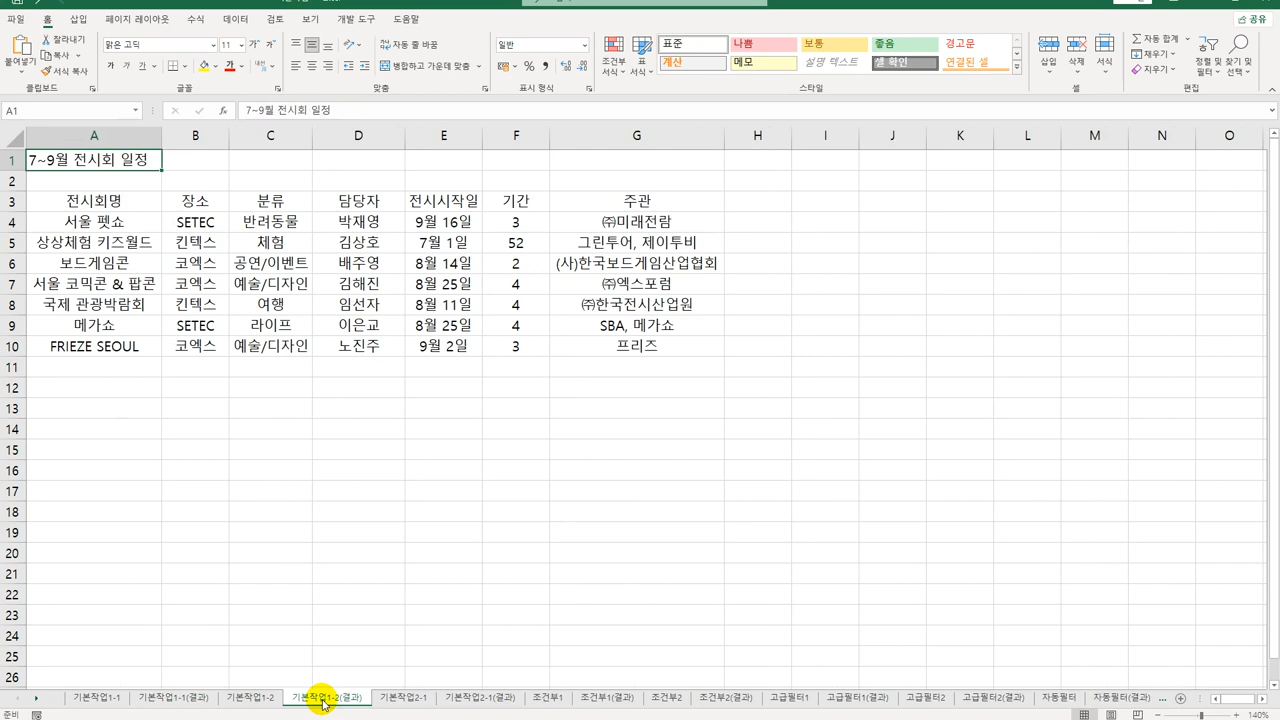 파일 홈 삽입 페이지 레이아웃 수식 데이터 검토 보기 개발 도구 도움말 공유
붙여넣기 잘라내기 복사 서식 복사 클립보드
맑은 고딕 11 가 가 가 가 가 글꼴
자동 줄 바꿈 병합하고 가운데 맞춤 맞춤
일반 % 표시 형식
조건부 서식 표 서식
표준 나쁨 보통 좋음 경고문
계산 메모 설명 텍스트 셀 확인 연결된 셀
스타일
삽입 삭제 서식 셀
자동 합계 채우기 지우기 정렬 및 필터 찾기 및 선택 편집
A1 fx 7~9월 전시회 일정
A B C D E F G H I J K L M N O
1 7~9월 전시회 일정
2
3 전시회명 장소 분류 담당자 전시시작일 기간 주관
4 서울 펫쇼 SETEC 반려동물 박재영 9월 16일 3 ㈜미래전람
5 상상체험 키즈월드 킨텍스 체험 김상호 7월 1일 52 그린투어, 제이투비
6 보드게임콘 코엑스 공연/이벤트 배주영 8월 14일 2 (사)한국보드게임산업협회
7 서울 코믹콘 & 팝콘 코엑스 예술/디자인 김해진 8월 25일 4 ㈜엑스포럼
8 국제 관광박람회 킨텍스 여행 임선자 8월 11일 4 ㈜한국전시산업원
9 메가쇼 SETEC 라이프 이은교 8월 25일 4 SBA, 메가쇼
10 FRIEZE SEOUL 코엑스 예술/디자인 노진주 9월 2일 3 프리즈
11
12
13
14
15
16
17
18
19
20
21
22
23
24
25
26
기본작업1-1 기본작업1-1(결과) 기본작업1-2 기본작업1-2(결과) 기본작업2-1 기본작업2-1(결과) 조건부1 조건부1(결과) 조건부2 조건부2(결과) 고급필터1 고급필터1(결과) 고급필터2 고급필터2(결과) 자동필터 자동필터(결과) ...
준비 140%